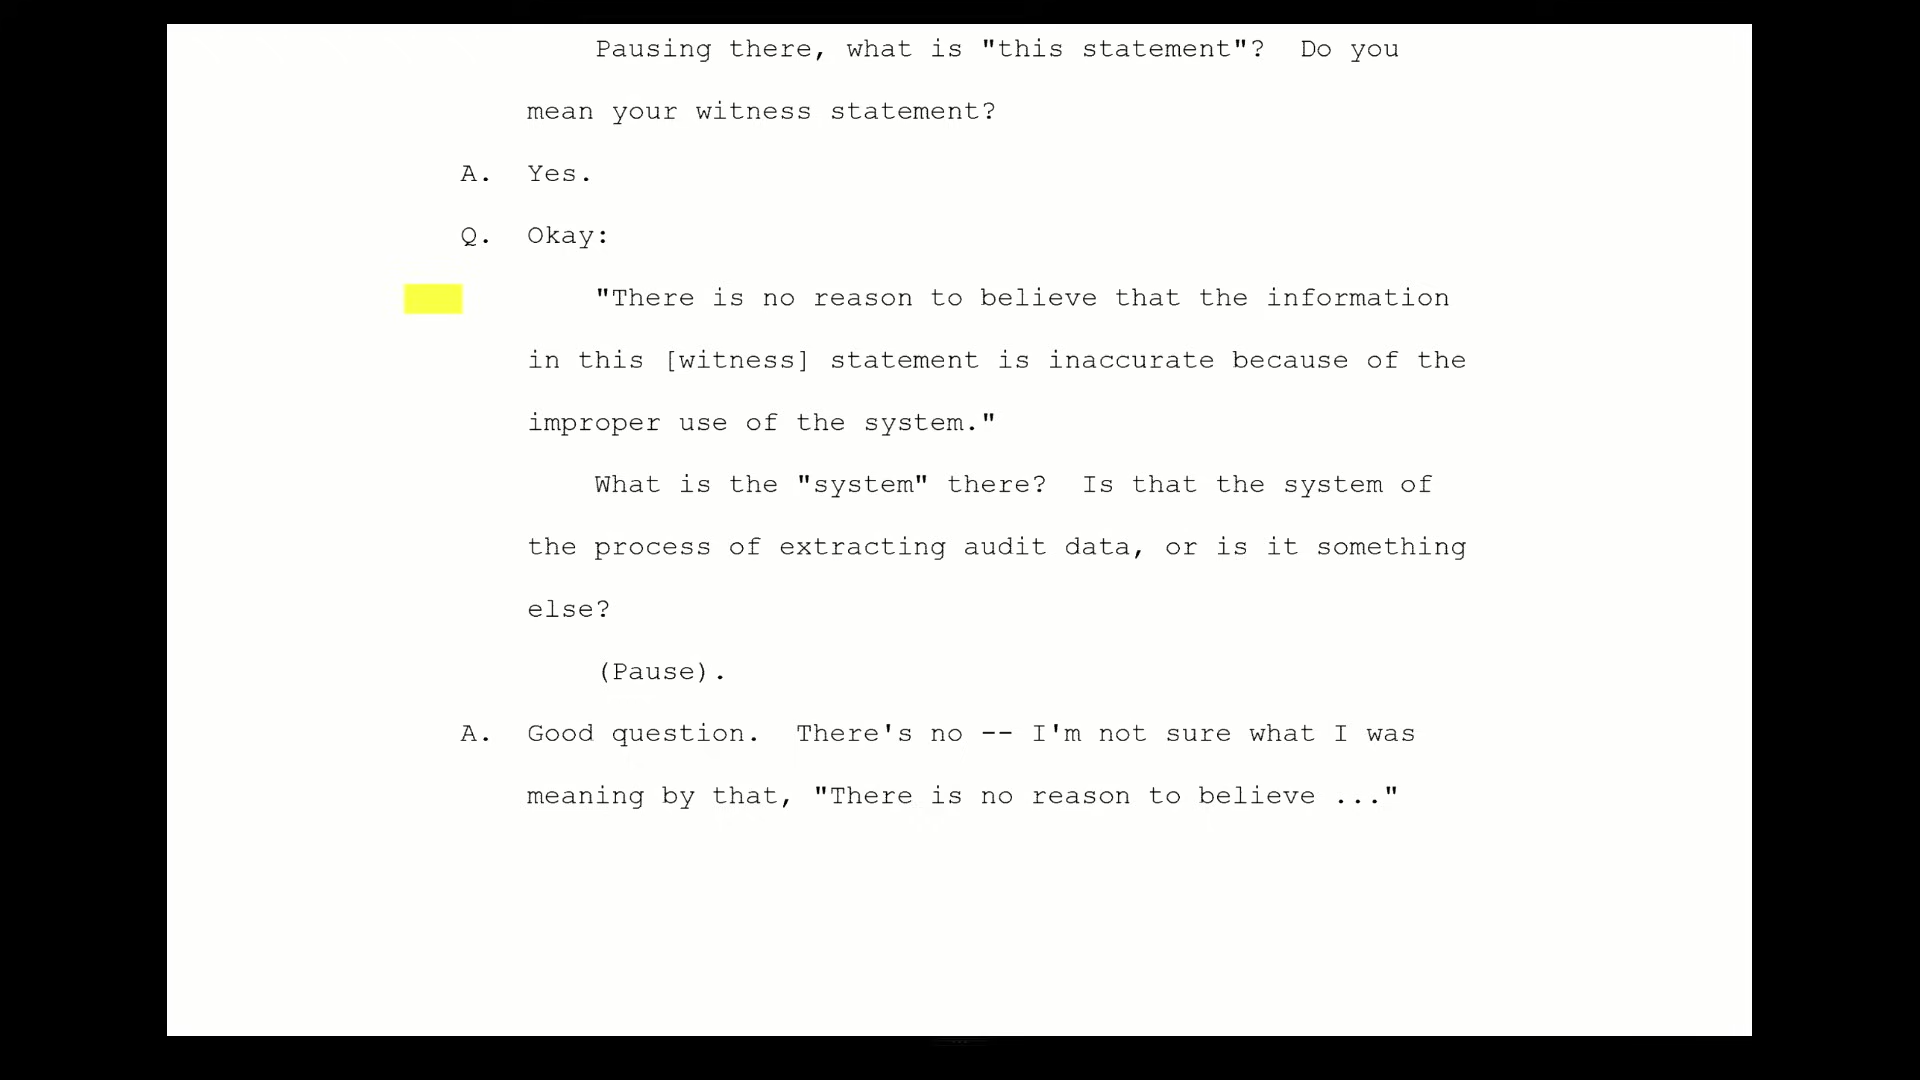 Pausing there, what is "this statement"? Do you
mean your witness statement?
A. Yes.
Q. Okay:
"There is no reason to believe that the information
in this [witness] statement is inaccurate because of the
improper use of the system."
What is the "system" there? Is that the system of
the process of extracting audit data, or is it something
else?
(Pause).
A. Good question. There's no -- I'm not sure what I was
meaning by that, "There is no reason to believe ..."